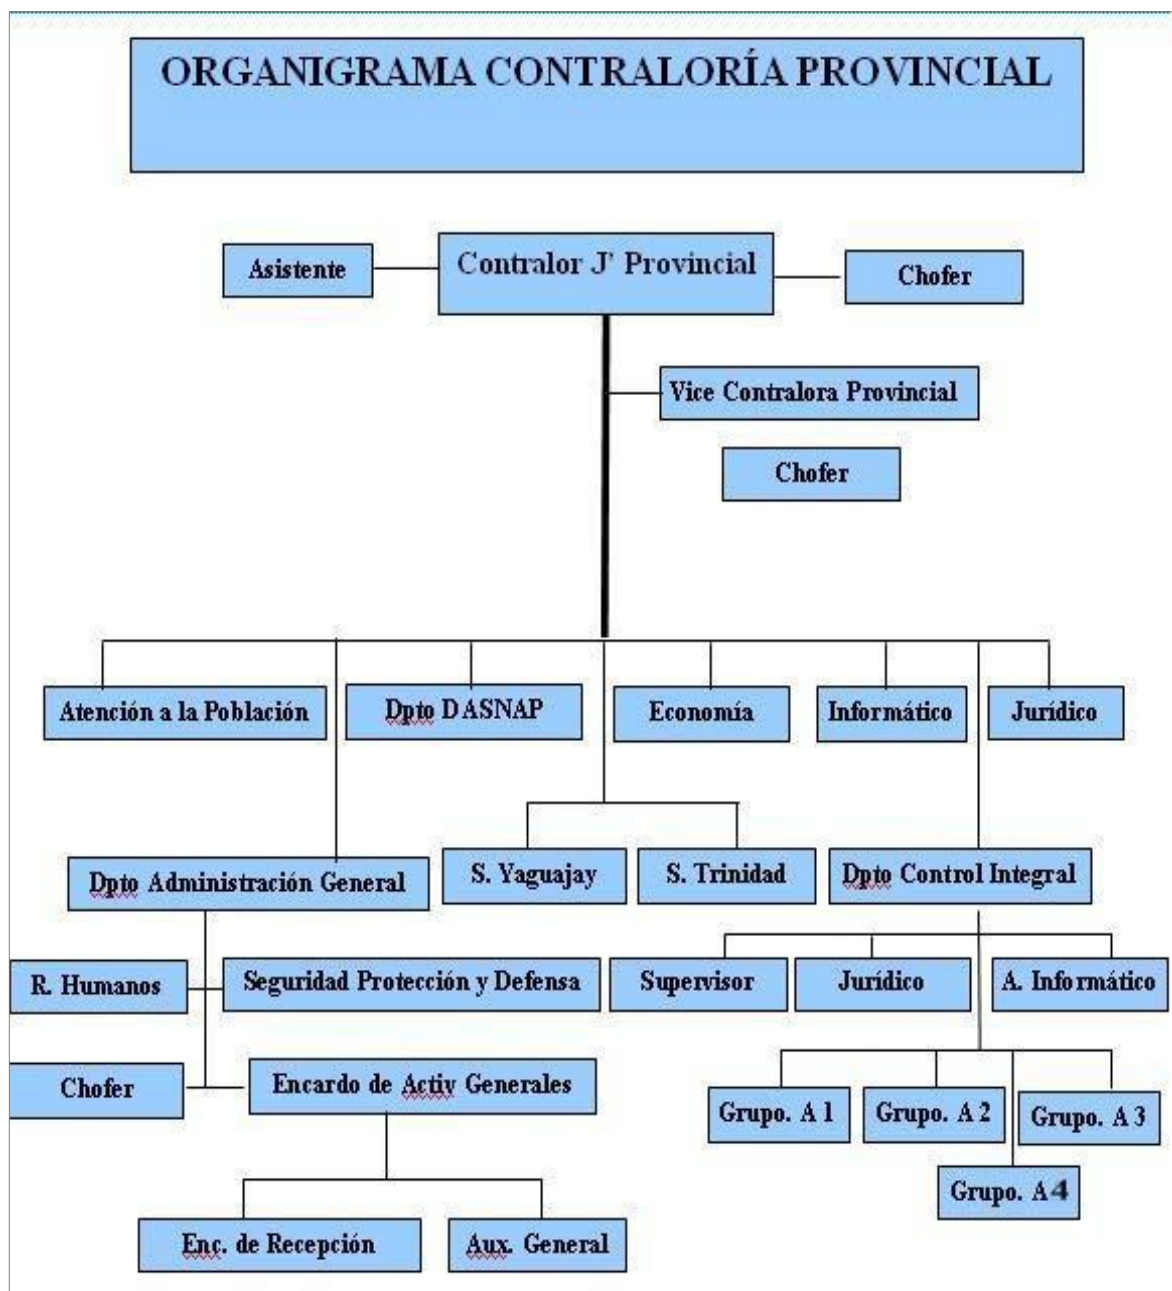 ORGANIGRAMA CONTRALORÍA PROVINCIAL
Asistente
Contralor J' Provincial
Chofer
Vice Contralora Provincial
Chofer
Atención a la Población
Dpto DASNAP
Economía
Informático
Jurídico
Dpto Administración General
S. Yaguajay
S. Trinidad
Dpto Control Integral
R. Humanos
Seguridad Protección y Defensa
Supervisor
Jurídico
A. Informático
Chofer
Encardo de Activ Generales
Grupo. A 1
Grupo. A 2
Grupo. A 3
Grupo. A4
Enc. de Recepción
Aux. General